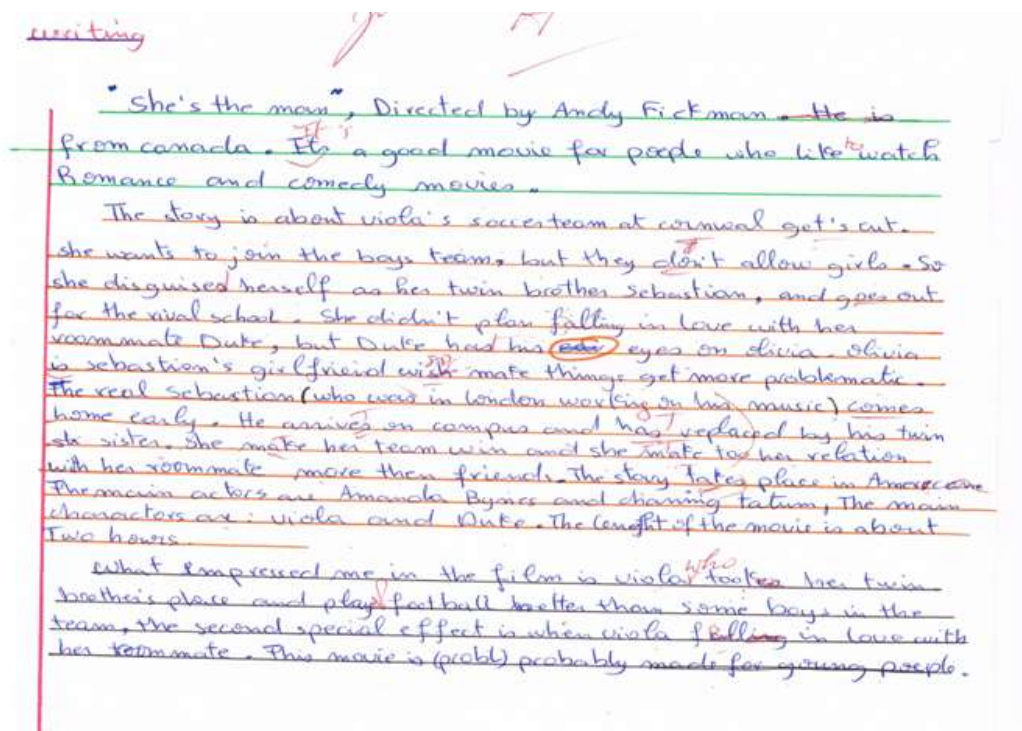 writing
"She's the man", Directed by Andy Fickman. He is
from canada. It's a good movie for poeple who like to watch
Romance and comedy movies.
The story is about viola's soccer team at cornwal get's cut.
she wants to join the boys team, but they don't allow girls. So
she disguised herself as her twin brother Sebastian, and goes out
for the rival school. She didn't plan falling in love with her
roommate Duke, but Duke had his eyes on olivia. Olivia
is sebastian's girlfriend make things get more problematic.
The real sebastian (who was in london working on his music) comes
home early. He arrives on campus and has replaced by his twin
sister. She make her team win and she make too her relation
with her roommate more then friends. The story takes place in
The main actors are Amanda Bynes and channing tatum, The main
charactors are: viola and Duke. The lenght of the movie is about
Two hours.
what empressed me in the film is viola who took her twin
brother's place and play football better than some boys in the
team, the second special effect is when viola falling in love with
her roommate. This movie is (probl) probably made for young poeple.